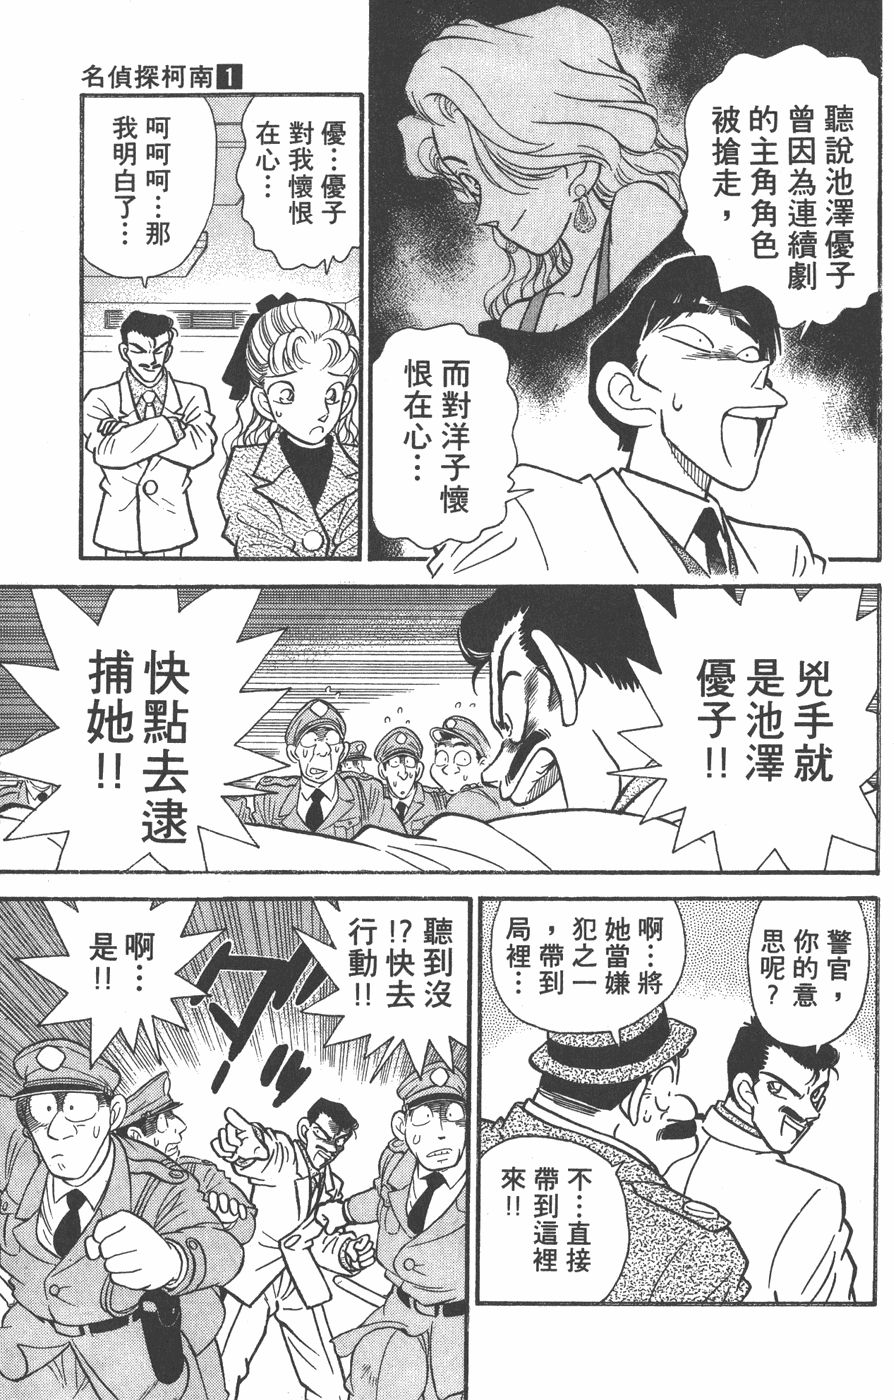 名偵探柯南1
聽說池澤優子
曾因為連續劇
的主角角色
被搶走，
而對洋子懷
恨在心…
優…優子
對我懷恨
在心…
呵呵呵…那
我明白了…
兇手就
是池澤
優子!!
快點去逮
捕她!!
警官，
你的意
思呢？
啊…將
她當嫌
犯之一
，帶到
局裡…
不…直接
帶到這裡
來!!
聽到沒
!?快去
行動!!
啊…
是!!